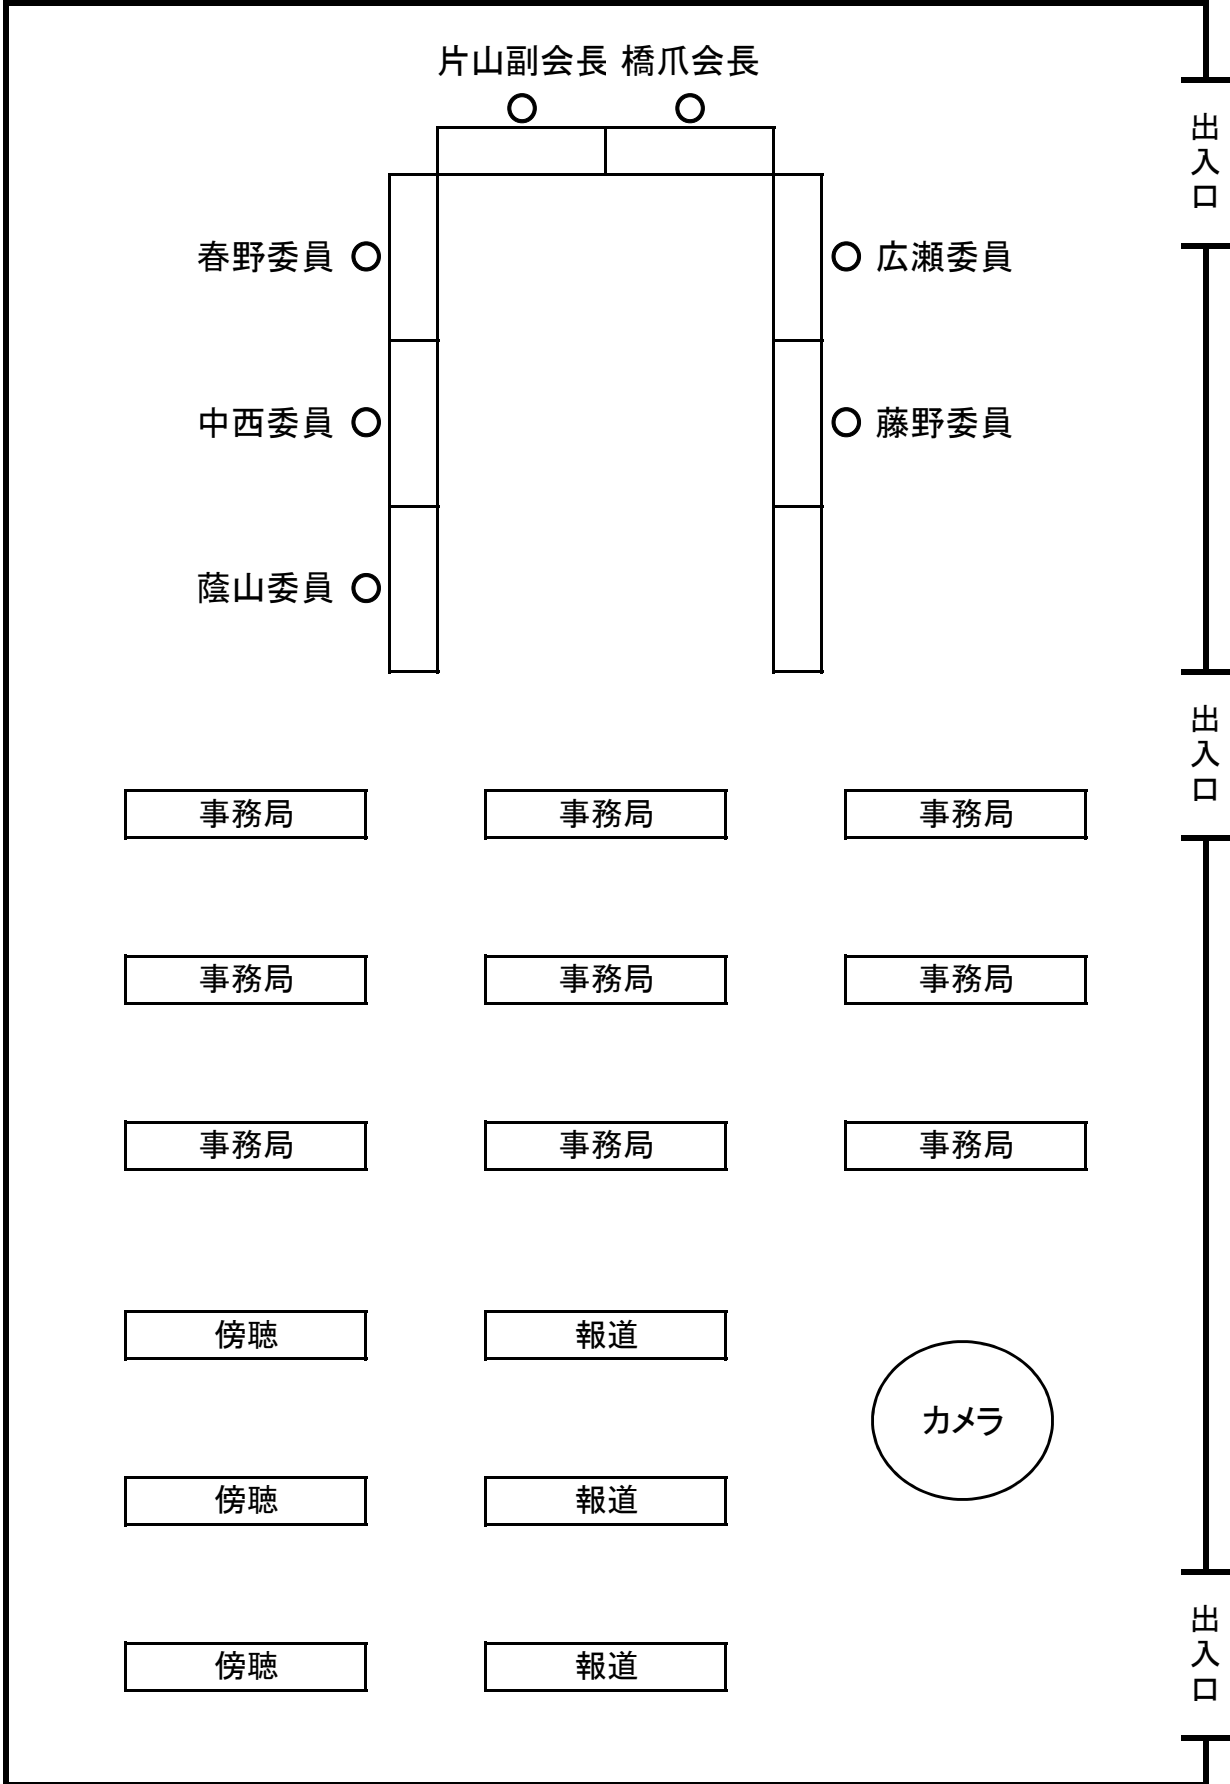 片山副会長 橋爪会長
出入口
春野委員 広瀬委員
中西委員 藤野委員
蔭山委員
出入口
事務局 事務局 事務局
事務局 事務局 事務局
事務局 事務局 事務局
傍聴 報道
カメラ
傍聴 報道
出入口
傍聴 報道